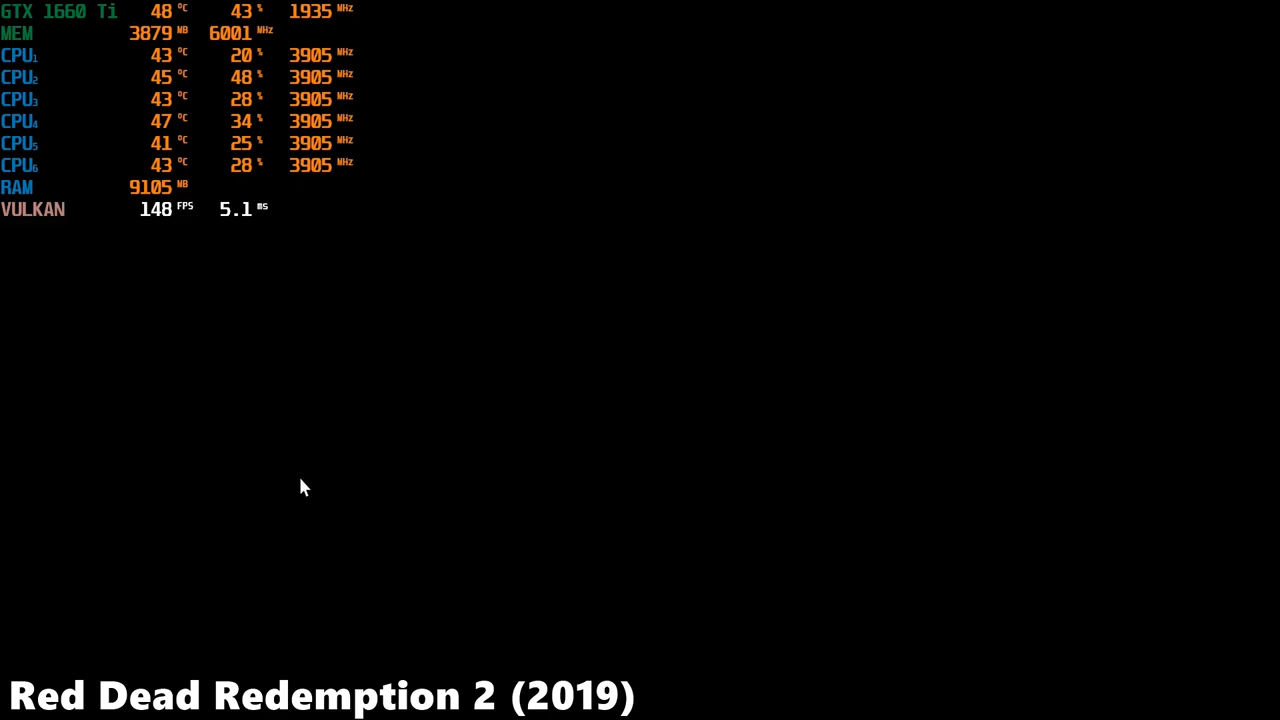 GTX 1660 Ti 48 °C 43 % 1935 MHz
MEM 3879 MB 6001 MHz
CPU1 43 °C 20 % 3905 MHz
CPU2 45 °C 48 % 3905 MHz
CPU3 43 °C 28 % 3905 MHz
CPU4 47 °C 34 % 3905 MHz
CPU5 41 °C 25 % 3905 MHz
CPU6 43 °C 28 % 3905 MHz
RAM 9105 MB
VULKAN 148 FPS 5.1 ms
Red Dead Redemption 2 (2019)